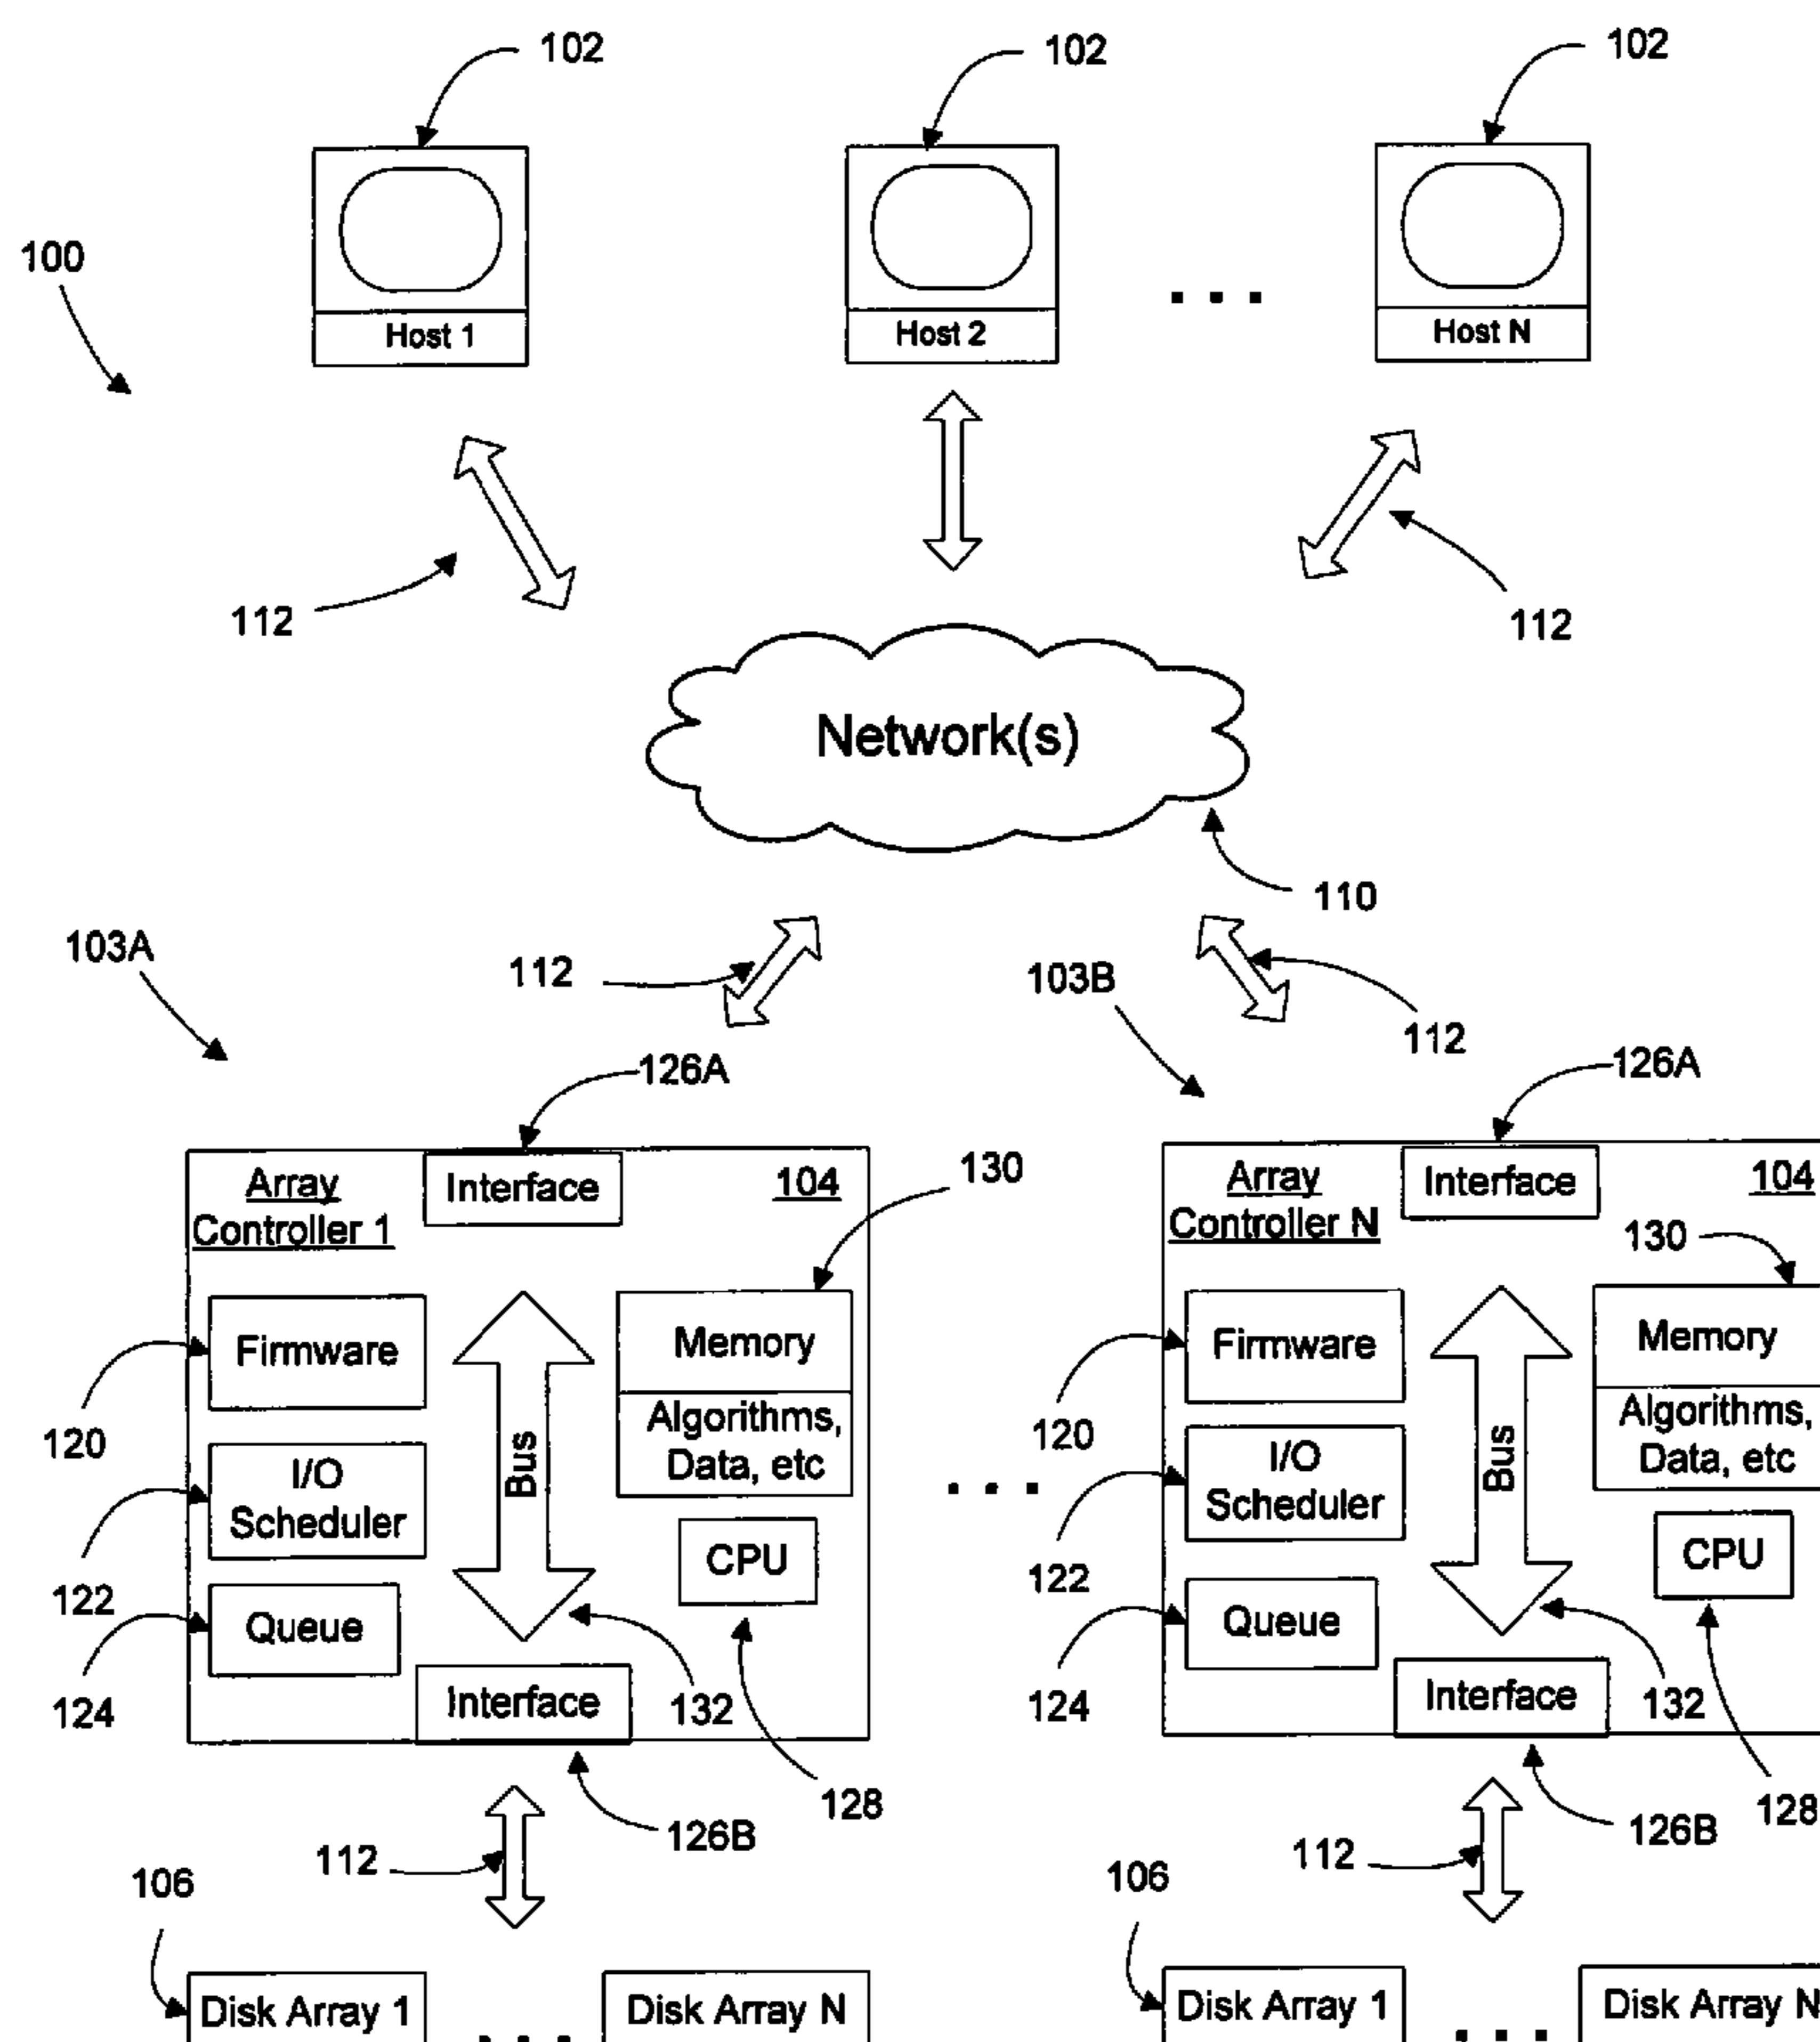 102
102
102
100
Host 1
Host 2
. . .
Host N
112
112
Network(s)
110
103A
112
103B
112
126A
126A
Array
Controller 1
Interface
104
130
Firmware
Memory
Algorithms,
Data, etc
120
I/O
Scheduler
Bus
CPU
122
Queue
124
Interface
132
128
126B
112
106
Disk Array 1
. . .
Disk Array N
. . .
Array
Controller N
Interface
104
130
Firmware
Memory
Algorithms,
Data, etc
120
I/O
Scheduler
Bus
CPU
122
Queue
124
Interface
132
128
126B
112
106
Disk Array 1
. . .
Disk Array N